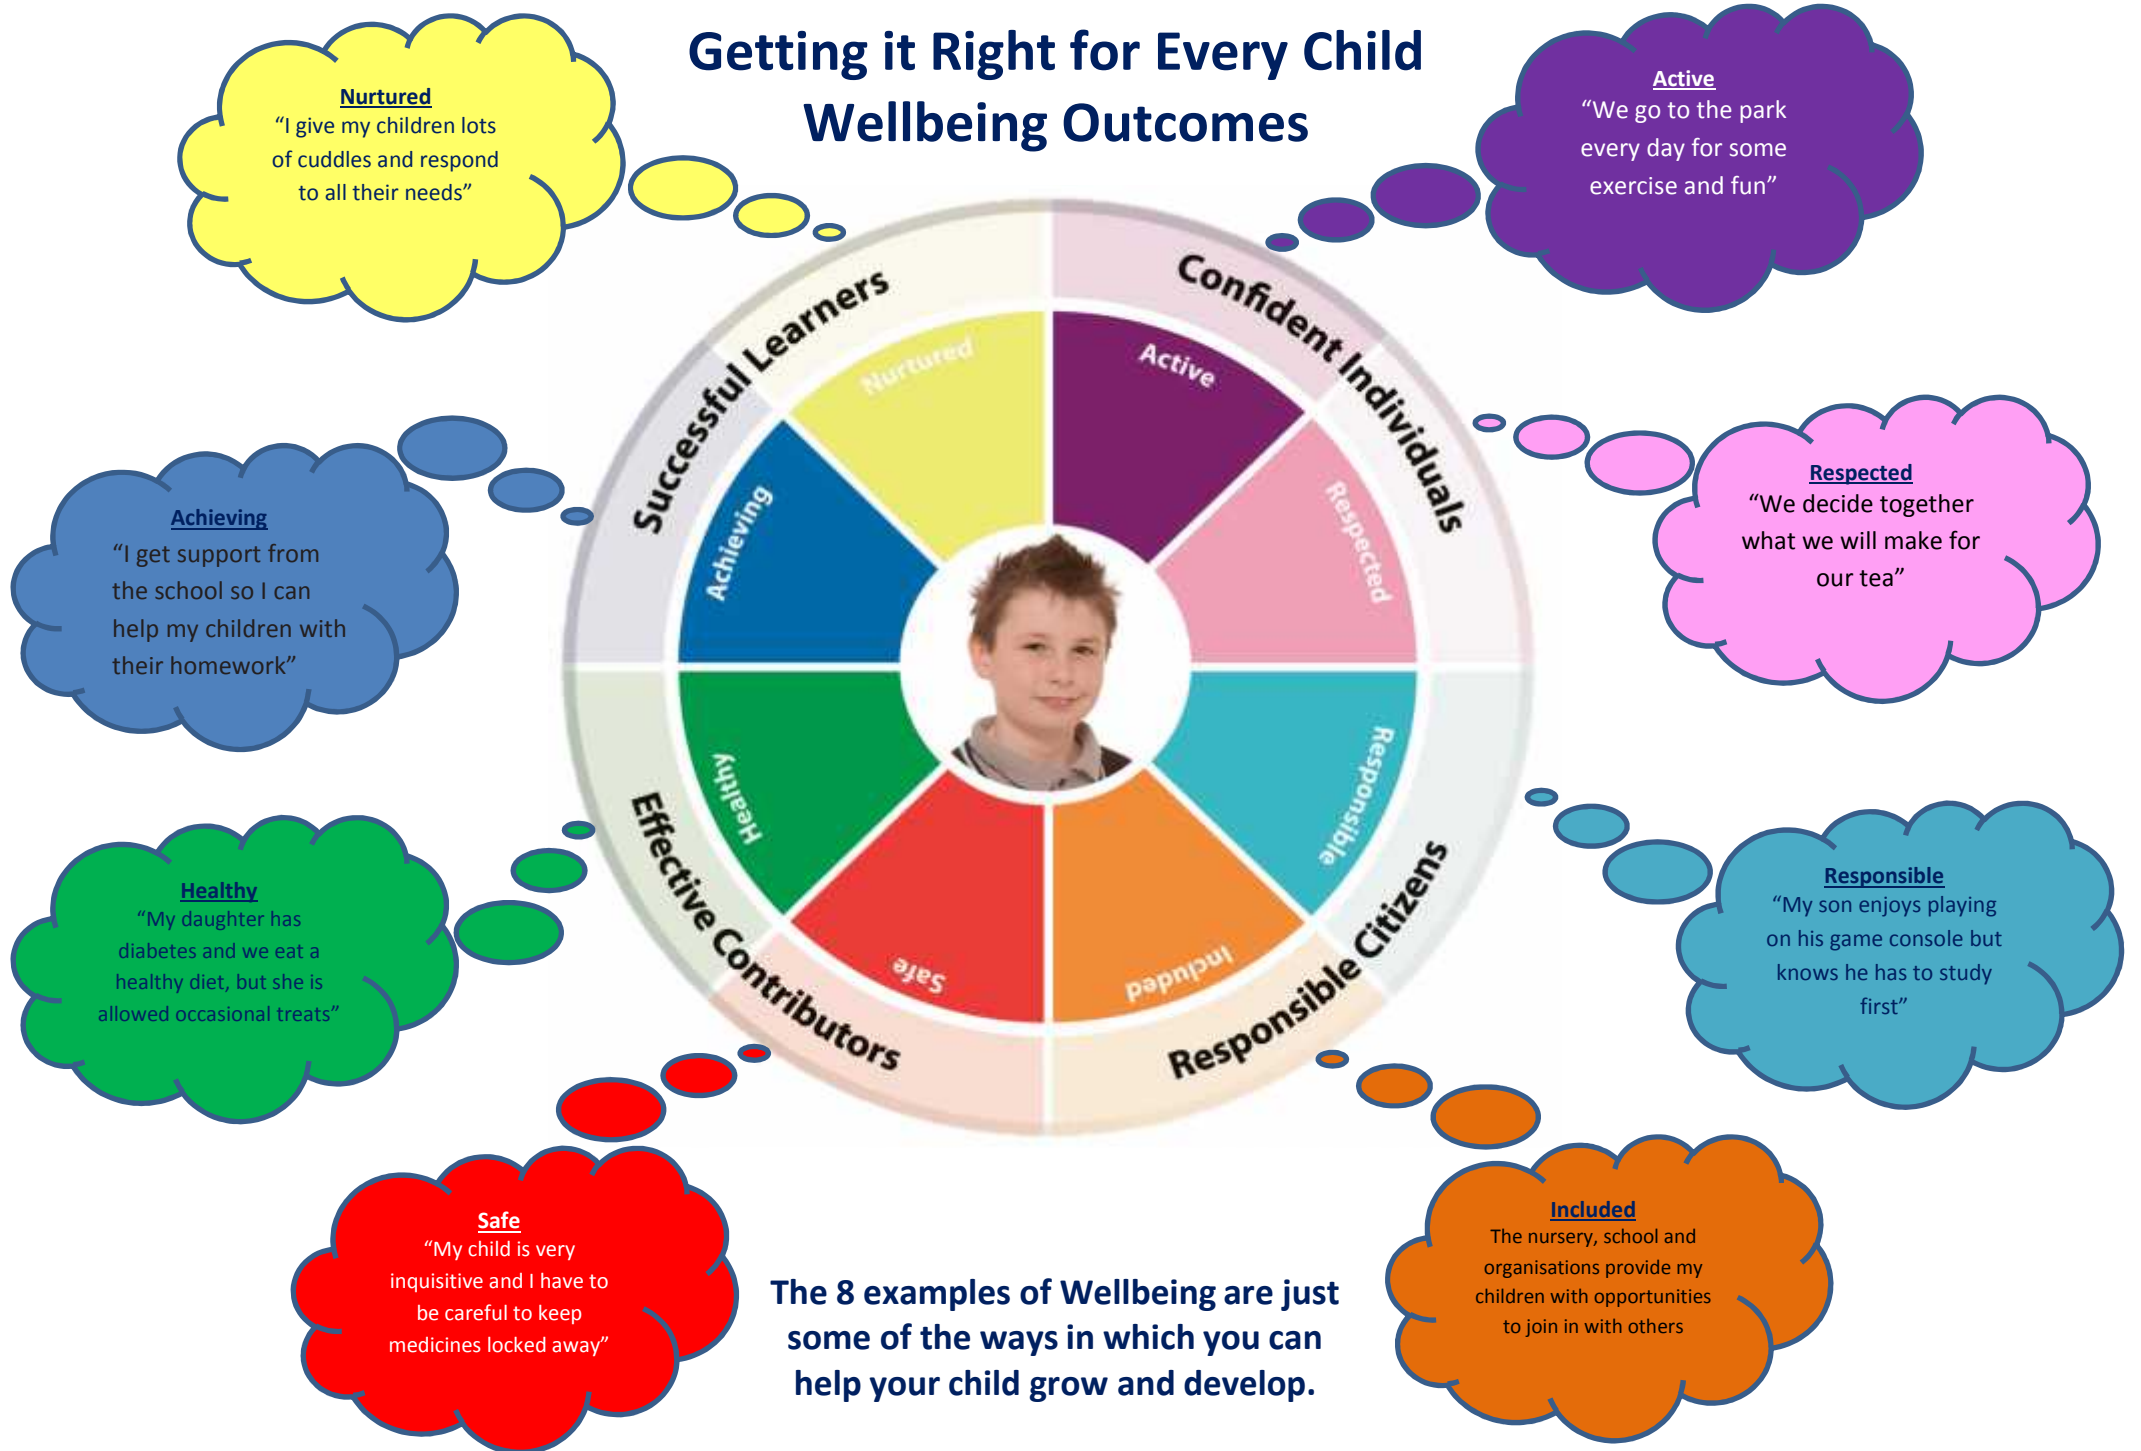 Getting it Right for Every Child
Wellbeing Outcomes
Nurtured
“I give my children lots
of cuddles and respond
to all their needs”
Active
“We go to the park
every day for some
exercise and fun”
Achieving
“I get support from
the school so I can
help my children with
their homework”
Respected
“We decide together
what we will make for
our tea”
Successful Learners
Confident Individuals
Nurtured
Active
Achieving
Respected
Healthy
Responsible
Safe
Included
Effective Contributors
Responsible Citizens
Healthy
“My daughter has
diabetes and we eat a
healthy diet, but she is
allowed occasional treats”
Responsible
“My son enjoys playing
on his game console but
knows he has to study
first”
Safe
“My child is very
inquisitive and I have to
be careful to keep
medicines locked away”
Included
The nursery, school and
organisations provide my
children with opportunities
to join in with others
The 8 examples of Wellbeing are just
some of the ways in which you can
help your child grow and develop.